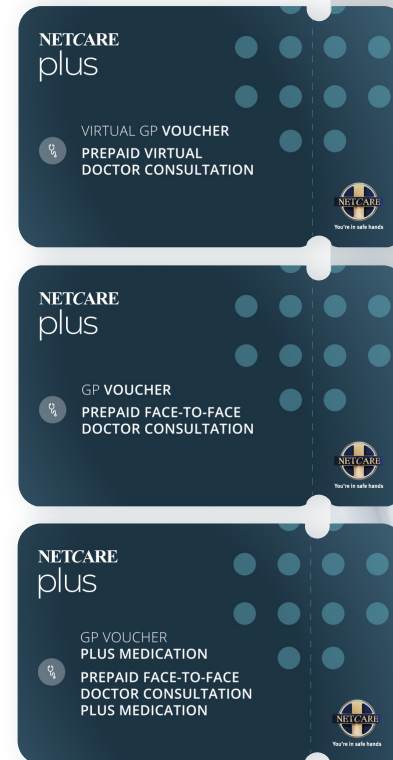 NETCARE
plus
VIRTUAL GP VOUCHER
PREPAID VIRTUAL
DOCTOR CONSULTATION
NETCARE
You're in safe hands
NETCARE
plus
GP VOUCHER
PREPAID FACE-TO-FACE
DOCTOR CONSULTATION
NETCARE
You're in safe hands
NETCARE
plus
GP VOUCHER
PLUS MEDICATION
PREPAID FACE-TO-FACE
DOCTOR CONSULTATION
PLUS MEDICATION
NETCARE
You're in safe hands